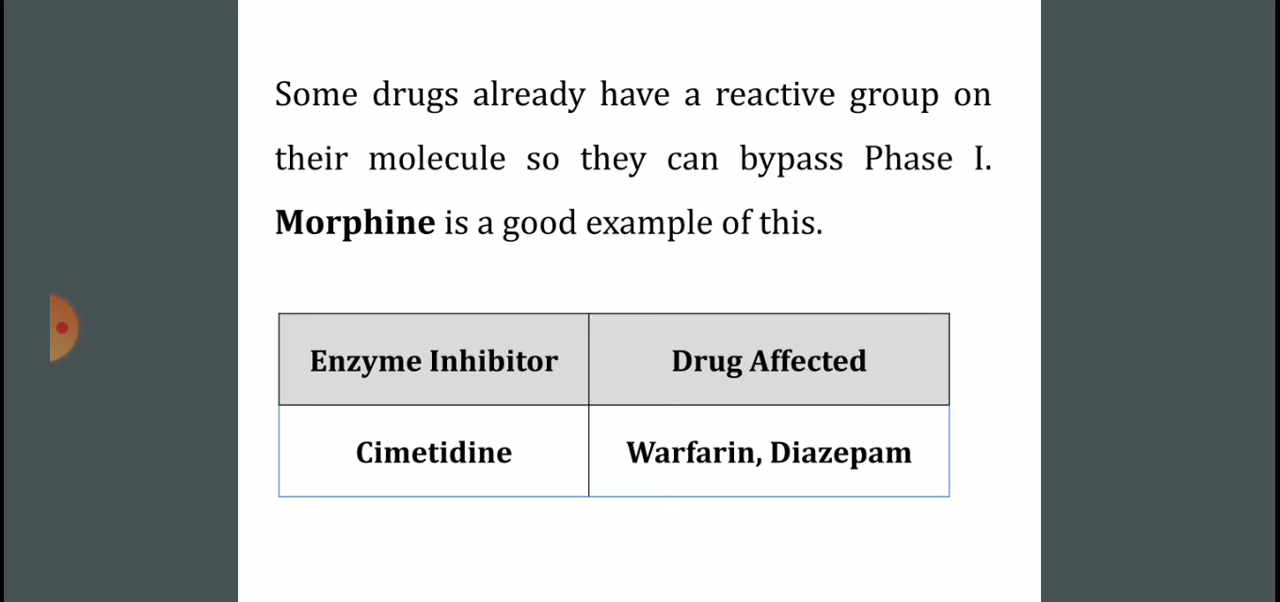 Some drugs already have a reactive group on
their molecule so they can bypass Phase I.
Morphine is a good example of this.
Enzyme Inhibitor Drug Affected
Cimetidine Warfarin, Diazepam